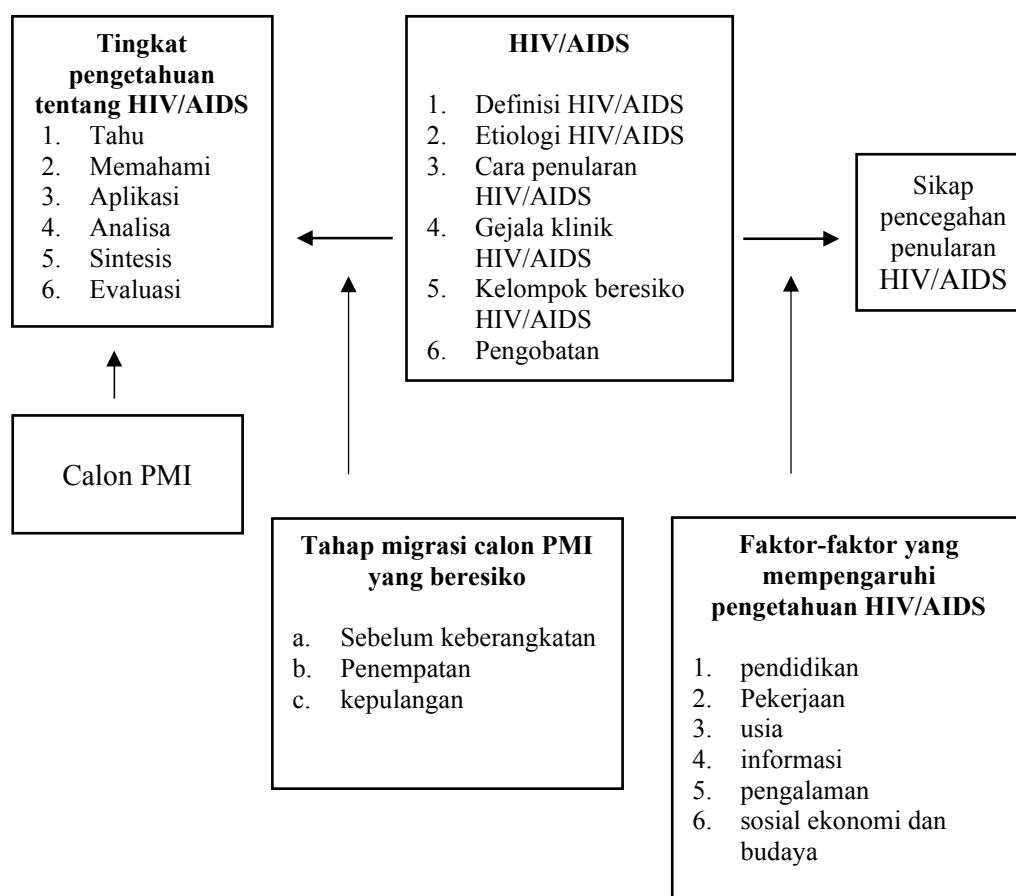 Tingkat
pengetahuan
tentang HIV/AIDS
1. Tahu
2. Memahami
3. Aplikasi
4. Analisa
5. Sintesis
6. Evaluasi
HIV/AIDS
1. Definisi HIV/AIDS
2. Etiologi HIV/AIDS
3. Cara penularan
HIV/AIDS
4. Gejala klinik
HIV/AIDS
5. Kelompok beresiko
HIV/AIDS
6. Pengobatan
Sikap
pencegahan
penularan
HIV/AIDS
Calon PMI
Tahap migrasi calon PMI
yang beresiko
a. Sebelum keberangkatan
b. Penempatan
c. kepulangan
Faktor-faktor yang
mempengaruhi
pengetahuan HIV/AIDS
1. pendidikan
2. Pekerjaan
3. usia
4. informasi
5. pengalaman
6. sosial ekonomi dan
budaya